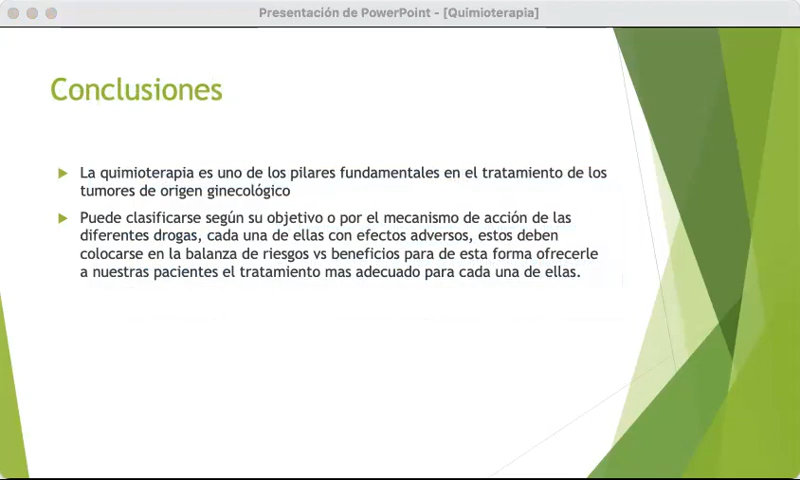 Presentación de PowerPoint - [Quimioterapia]
Conclusiones
La quimioterapia es uno de los pilares fundamentales en el tratamiento de los
tumores de origen ginecológico
Puede clasificarse según su objetivo o por el mecanismo de acción de las
diferentes drogas, cada una de ellas con efectos adversos, estos deben
colocarse en la balanza de riesgos vs beneficios para de esta forma ofrecerle
a nuestras pacientes el tratamiento mas adecuado para cada una de ellas.